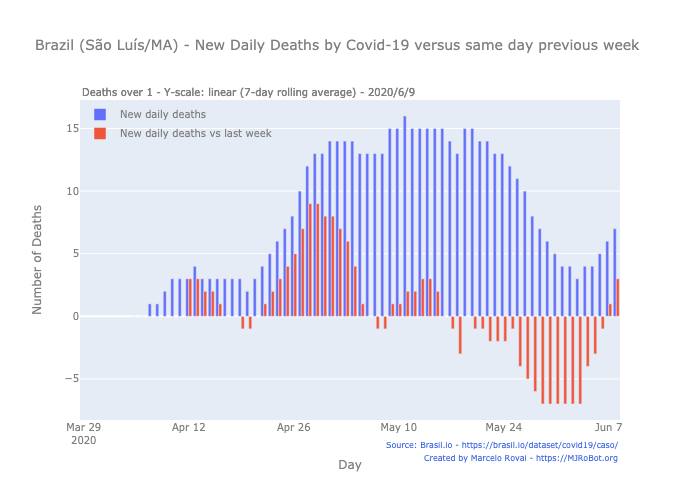 Brazil (São Luís/MA) - New Daily Deaths by Covid-19 versus same day previous week
Deaths over 1 - Y-scale: linear (7-day rolling average) - 2020/6/9
New daily deaths
New daily deaths vs last week
15
10
5
0
−5
Number of Deaths
Mar 29
2020
Apr 12
Apr 26
May 10
May 24
Jun 7
Day
Source: Brasil.io - https://brasil.io/dataset/covid19/caso/
Created by Marcelo Rovai - https://MJRoBot.org